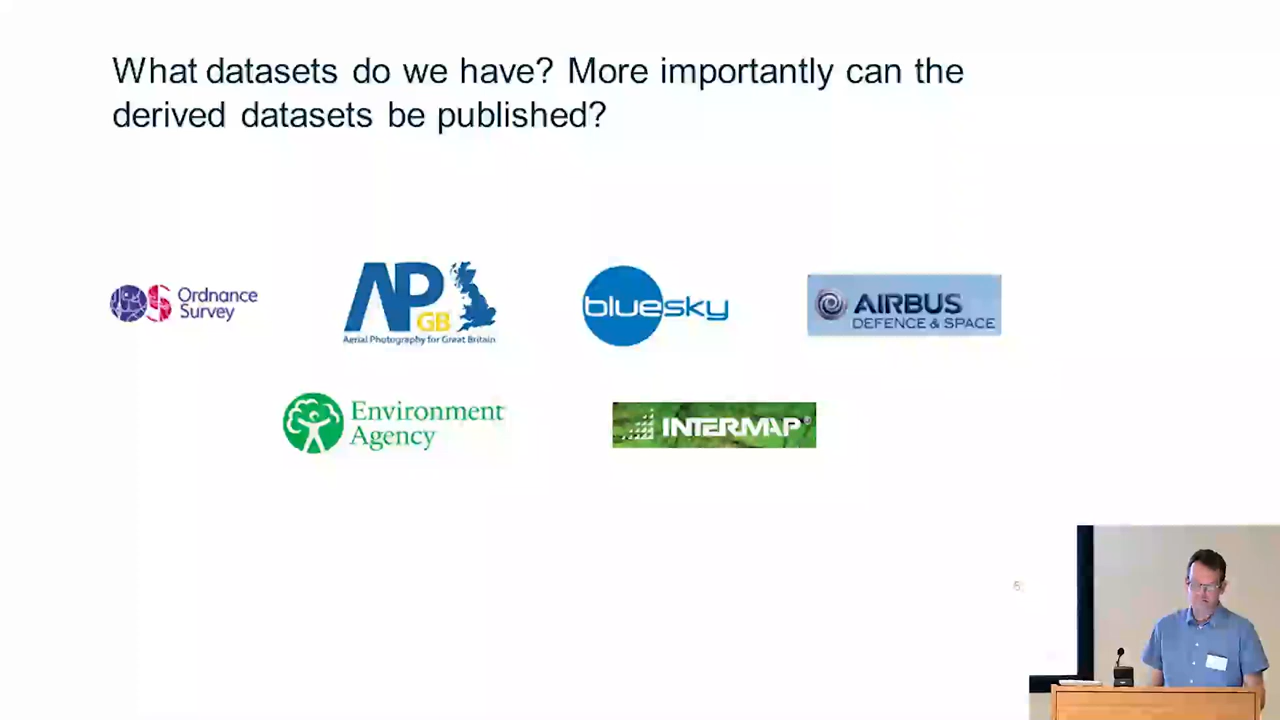 What datasets do we have? More importantly can the
derived datasets be published?
OS Ordnance
Survey
APGB
Aerial Photography for Great Britain
bluesky
AIRBUS
DEFENCE & SPACE
Environment
Agency
INTERMAP®